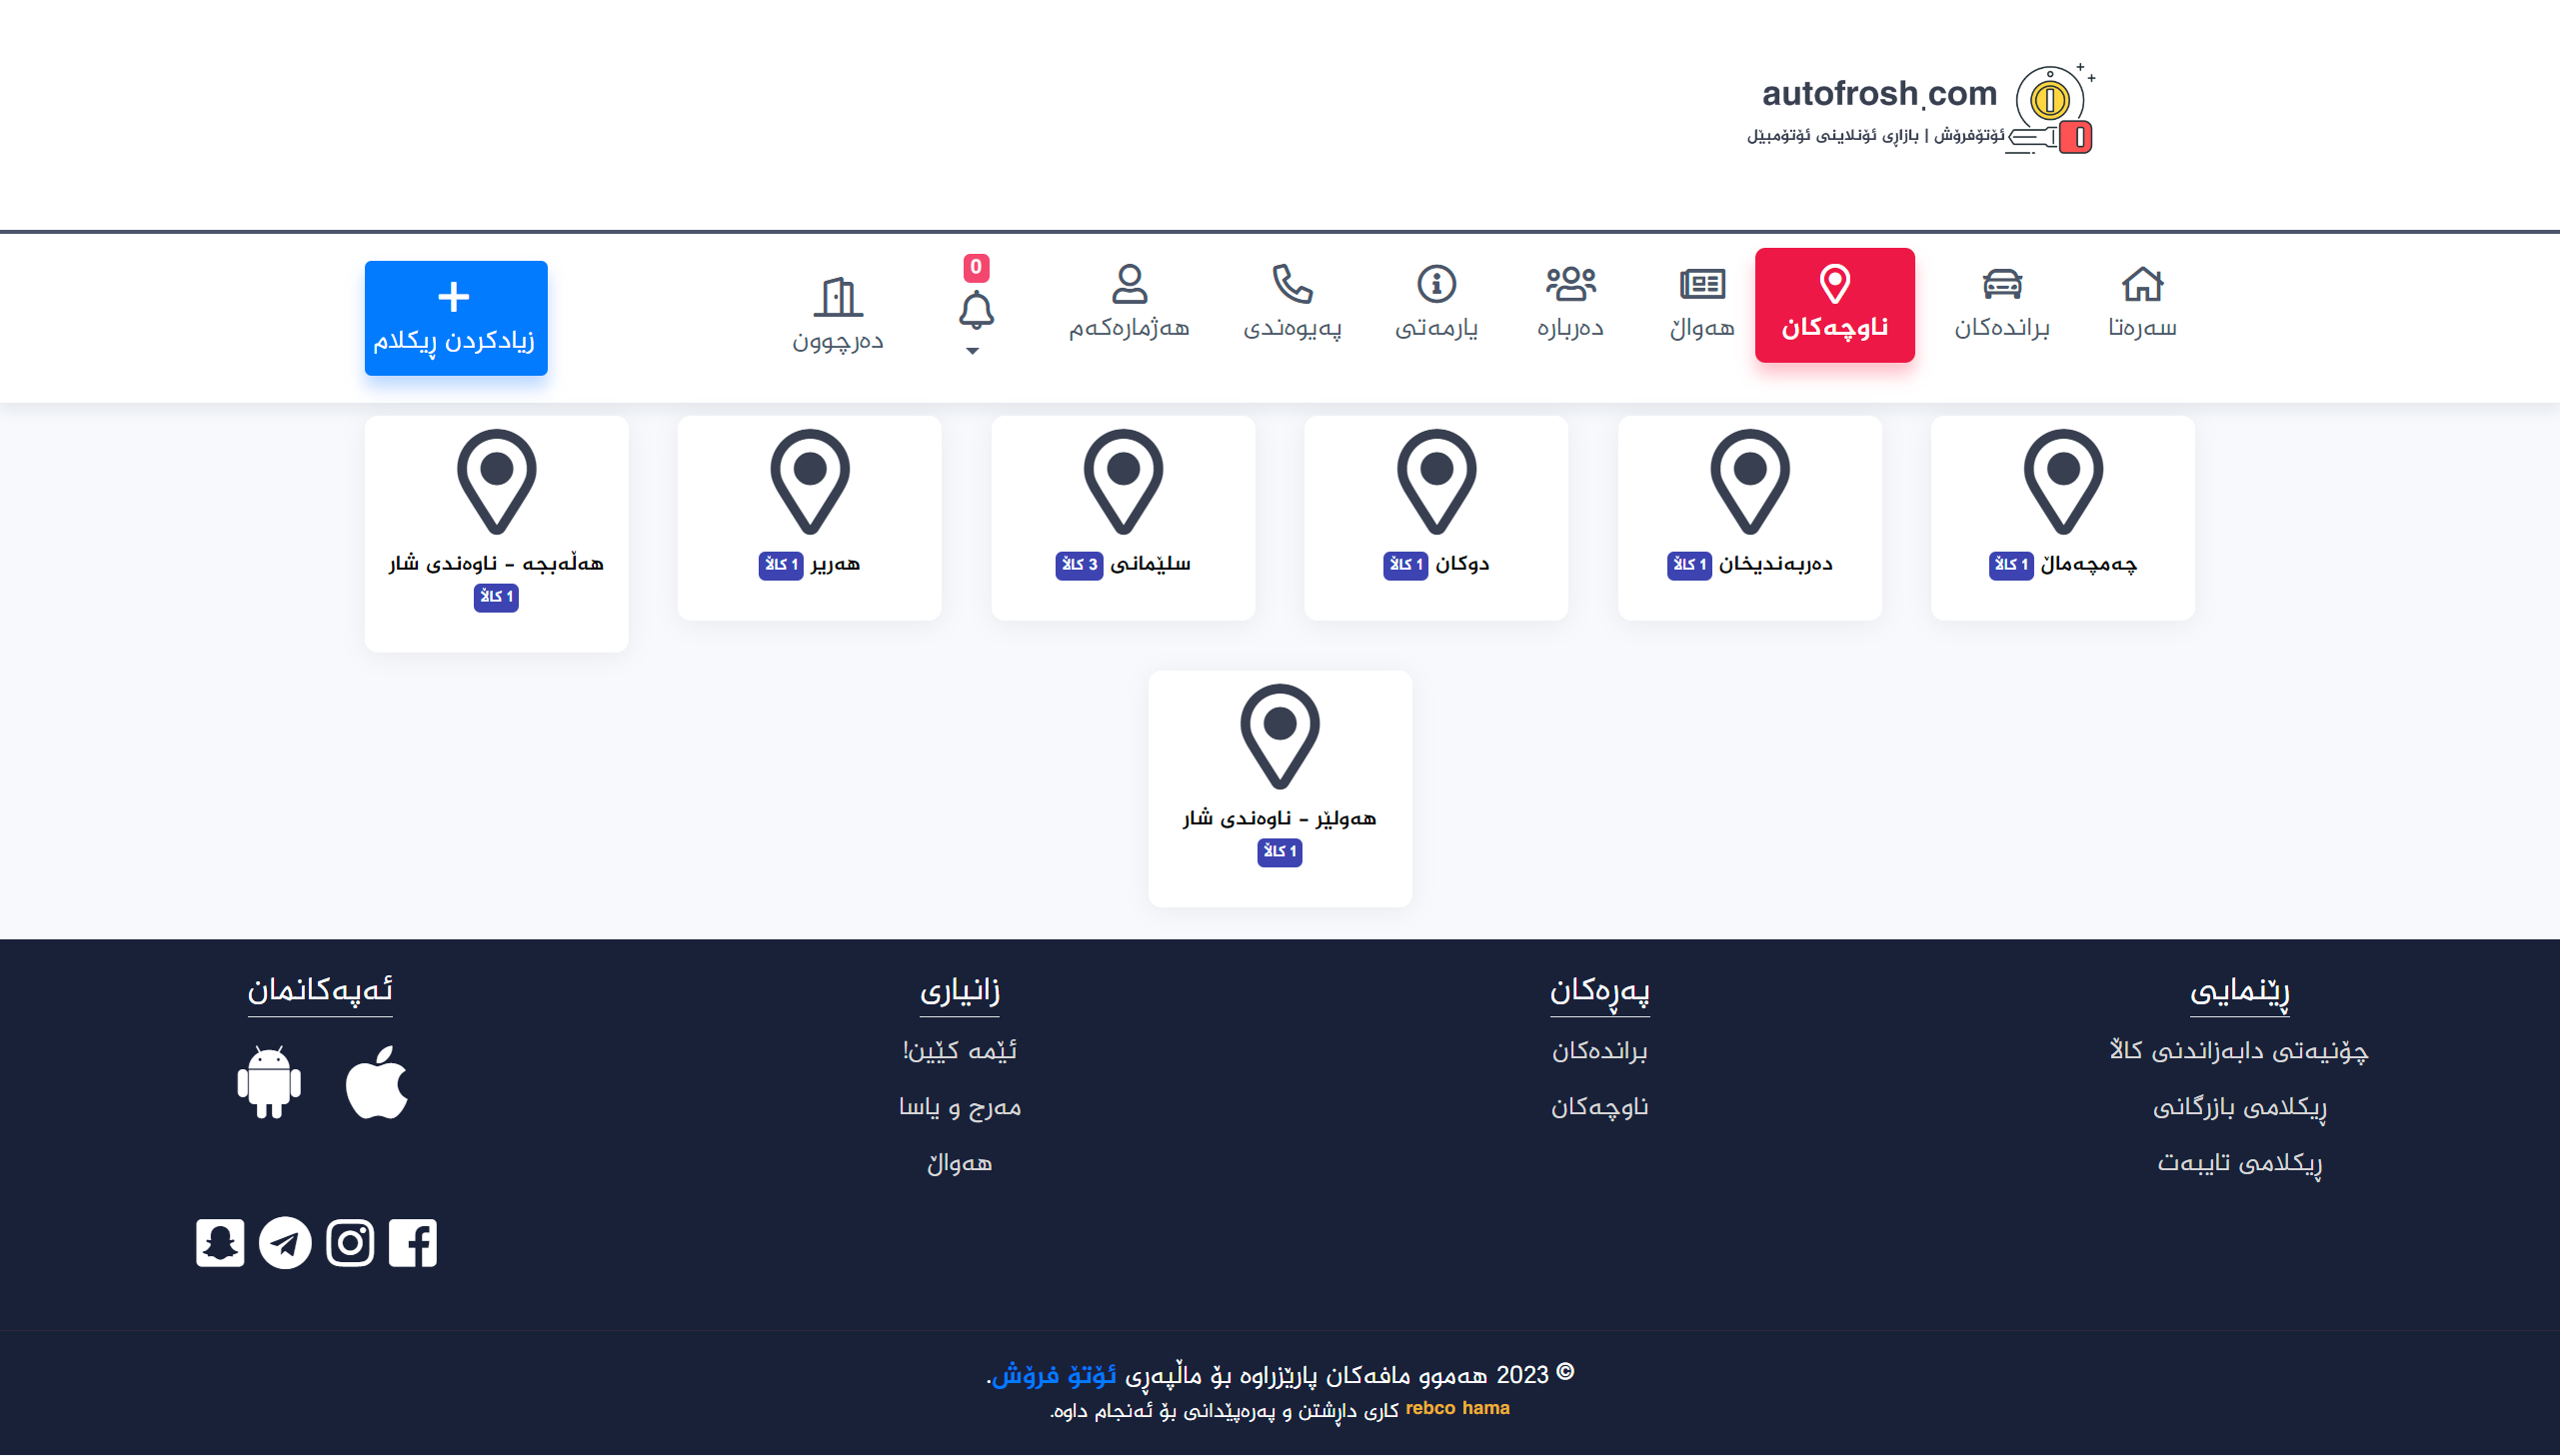 autofrosh.com
ئۆتۆفرۆش | بازاڕی ئۆنلاینی ئۆتۆمبێل
سەرەتا
براندەکان
ناوچەکان
هەواڵ
دەربارە
یارمەتی
پەیوەندی
هەژمارەکەم
0
دەرچوون
زیادکردن ڕیکلام
چەمچەماڵ 1 کاڵا
دەربەندیخان 1 کاڵا
دوکان 1 کاڵا
سلێمانی 3 کاڵا
هەریر 1 کاڵا
هەڵەبجە - ناوەندی شار
1 کاڵا
هەولێر - ناوەندی شار
1 کاڵا
ڕێنمایی
چۆنیەتی دابەزاندنی کاڵا
ڕیکلامی بازرگانی
ڕیکلامی تایبەت
پەڕەکان
براندەکان
ناوچەکان
زانیاری
ئێمە کێین!
مەرج و یاسا
هەواڵ
ئەپەکانمان
© 2023 هەموو مافەکان پارێزراوە بۆ ماڵپەڕی ئۆتۆ فرۆش.
rebco hama کاری داڕشتن و پەرەپێدانی بۆ ئەنجام داوە.